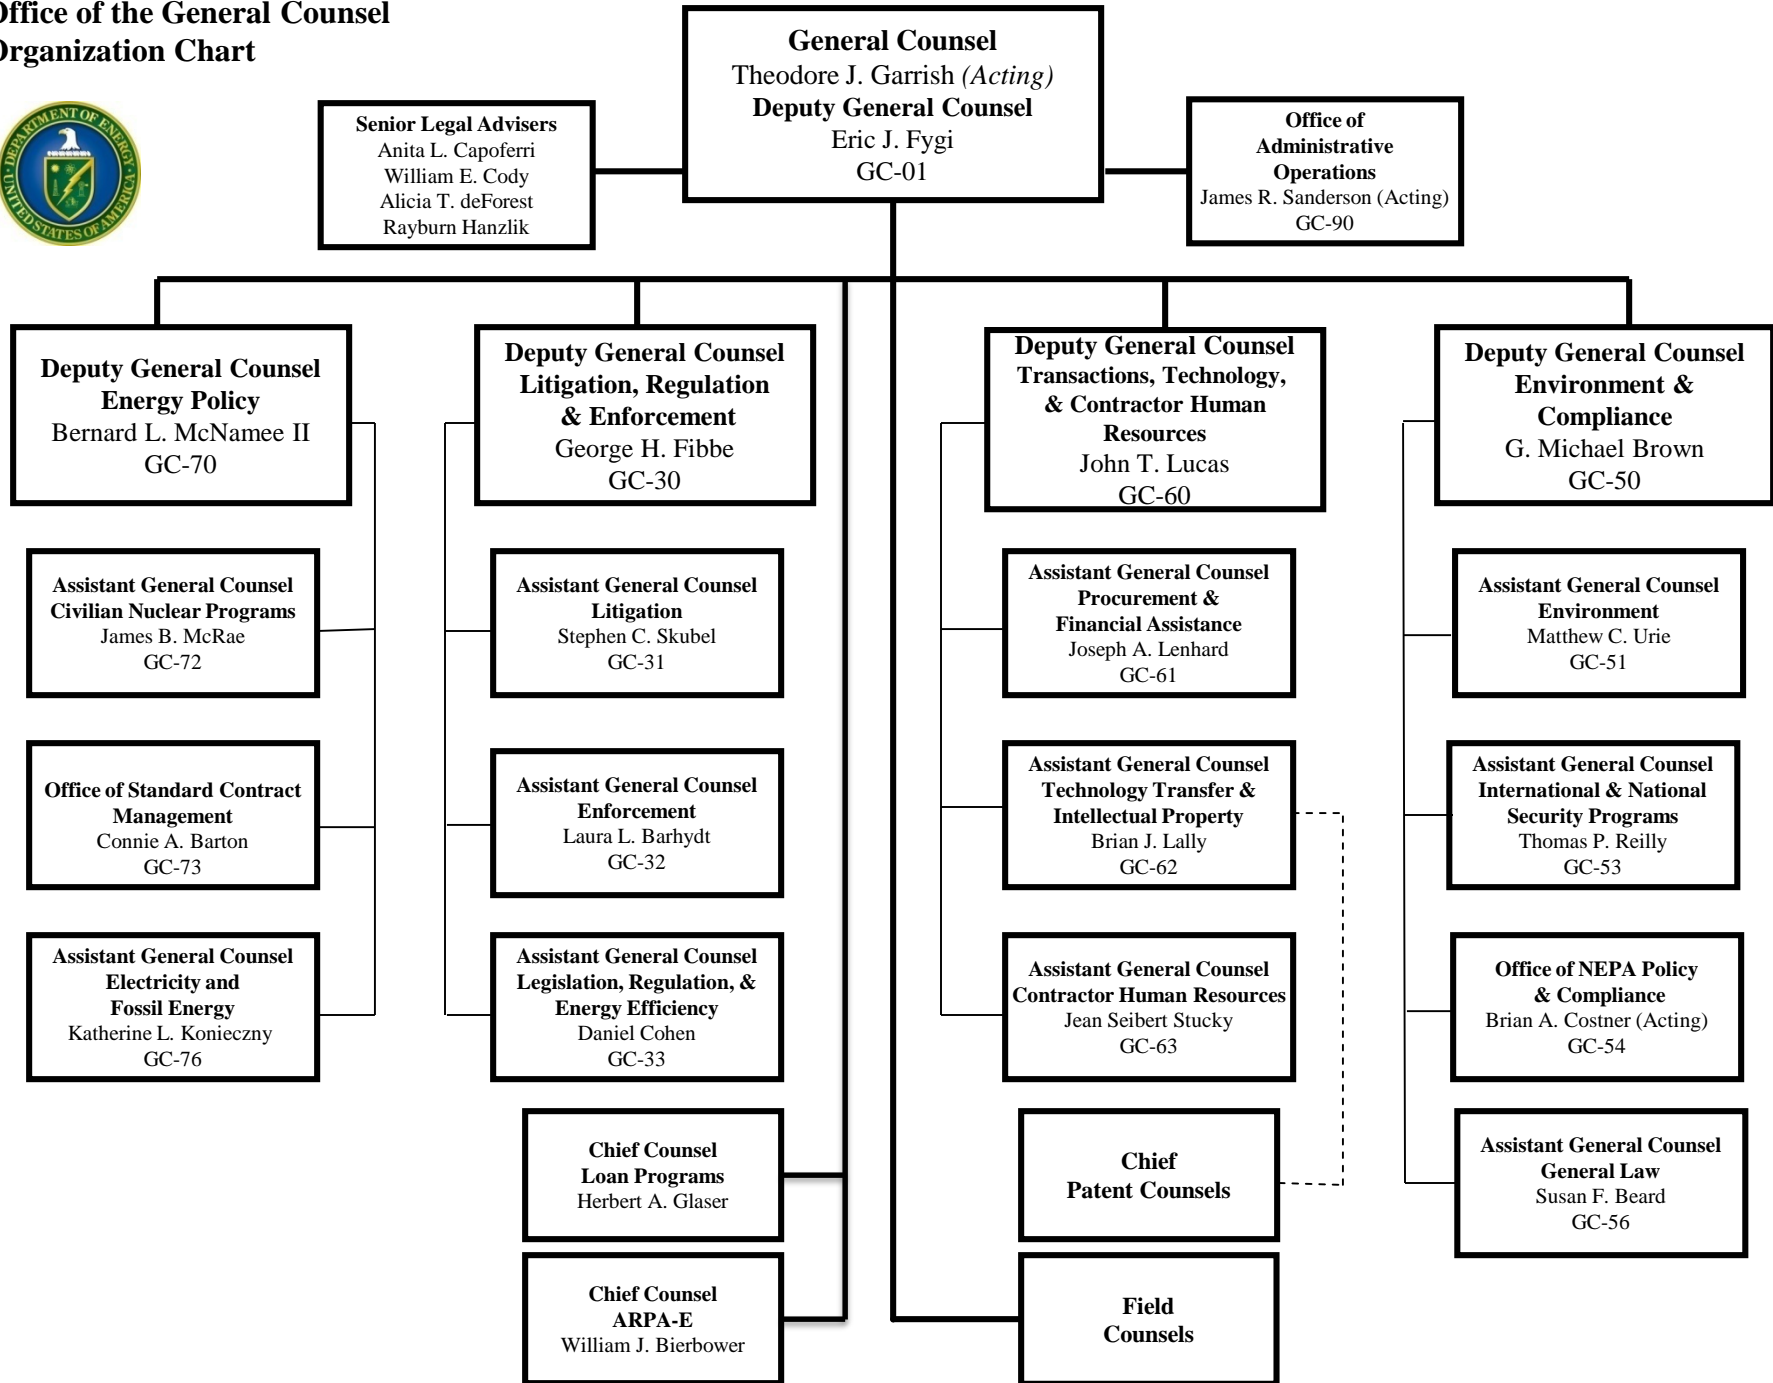 Office of the General Counsel
Organization Chart
General Counsel
Theodore J. Garrish (Acting)
Deputy General Counsel
Eric J. Fygi
GC-01
Senior Legal Advisers
Anita L. Capoferri
William E. Cody
Alicia T. deForest
Rayburn Hanzlik
Office of
Administrative
Operations
James R. Sanderson (Acting)
GC-90
DEPARTMENT OF ENERGY
UNITED STATES OF AMERICA
Deputy General Counsel
Energy Policy
Bernard L. McNamee II
GC-70
Deputy General Counsel
Litigation, Regulation
& Enforcement
George H. Fibbe
GC-30
Deputy General Counsel
Transactions, Technology,
& Contractor Human
Resources
John T. Lucas
GC-60
Deputy General Counsel
Environment &
Compliance
G. Michael Brown
GC-50
Assistant General Counsel
Civilian Nuclear Programs
James B. McRae
GC-72
Assistant General Counsel
Litigation
Stephen C. Skubel
GC-31
Assistant General Counsel
Procurement &
Financial Assistance
Joseph A. Lenhard
GC-61
Assistant General Counsel
Environment
Matthew C. Urie
GC-51
Office of Standard Contract
Management
Connie A. Barton
GC-73
Assistant General Counsel
Enforcement
Laura L. Barhydt
GC-32
Assistant General Counsel
Technology Transfer &
Intellectual Property
Brian J. Lally
GC-62
Assistant General Counsel
International & National
Security Programs
Thomas P. Reilly
GC-53
Assistant General Counsel
Electricity and
Fossil Energy
Katherine L. Konieczny
GC-76
Assistant General Counsel
Legislation, Regulation, &
Energy Efficiency
Daniel Cohen
GC-33
Assistant General Counsel
Contractor Human Resources
Jean Seibert Stucky
GC-63
Office of NEPA Policy
& Compliance
Brian A. Costner (Acting)
GC-54
Chief Counsel
Loan Programs
Herbert A. Glaser
Chief
Patent Counsels
Assistant General Counsel
General Law
Susan F. Beard
GC-56
Chief Counsel
ARPA-E
William J. Bierbower
Field
Counsels